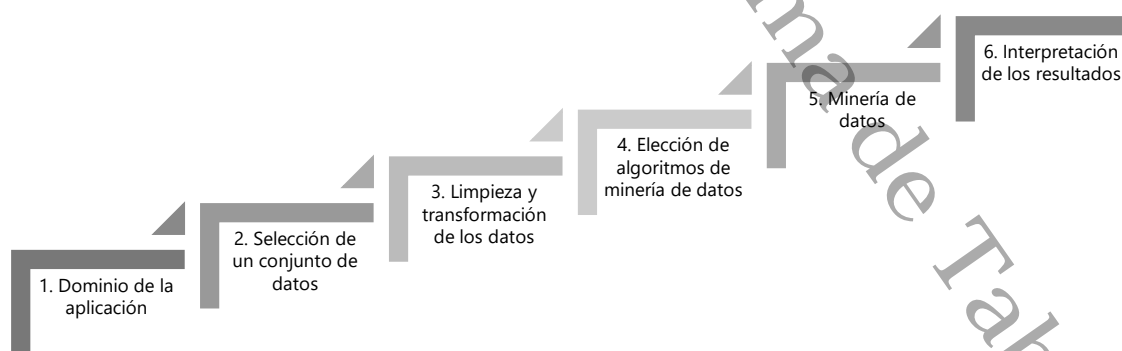 1. Dominio de la
aplicación
2. Selección de
un conjunto de
datos
3. Limpieza y
transformación
de los datos
4. Elección de
algoritmos de
minería de datos
5. Minería de
datos
6. Interpretación
de los resultados
de